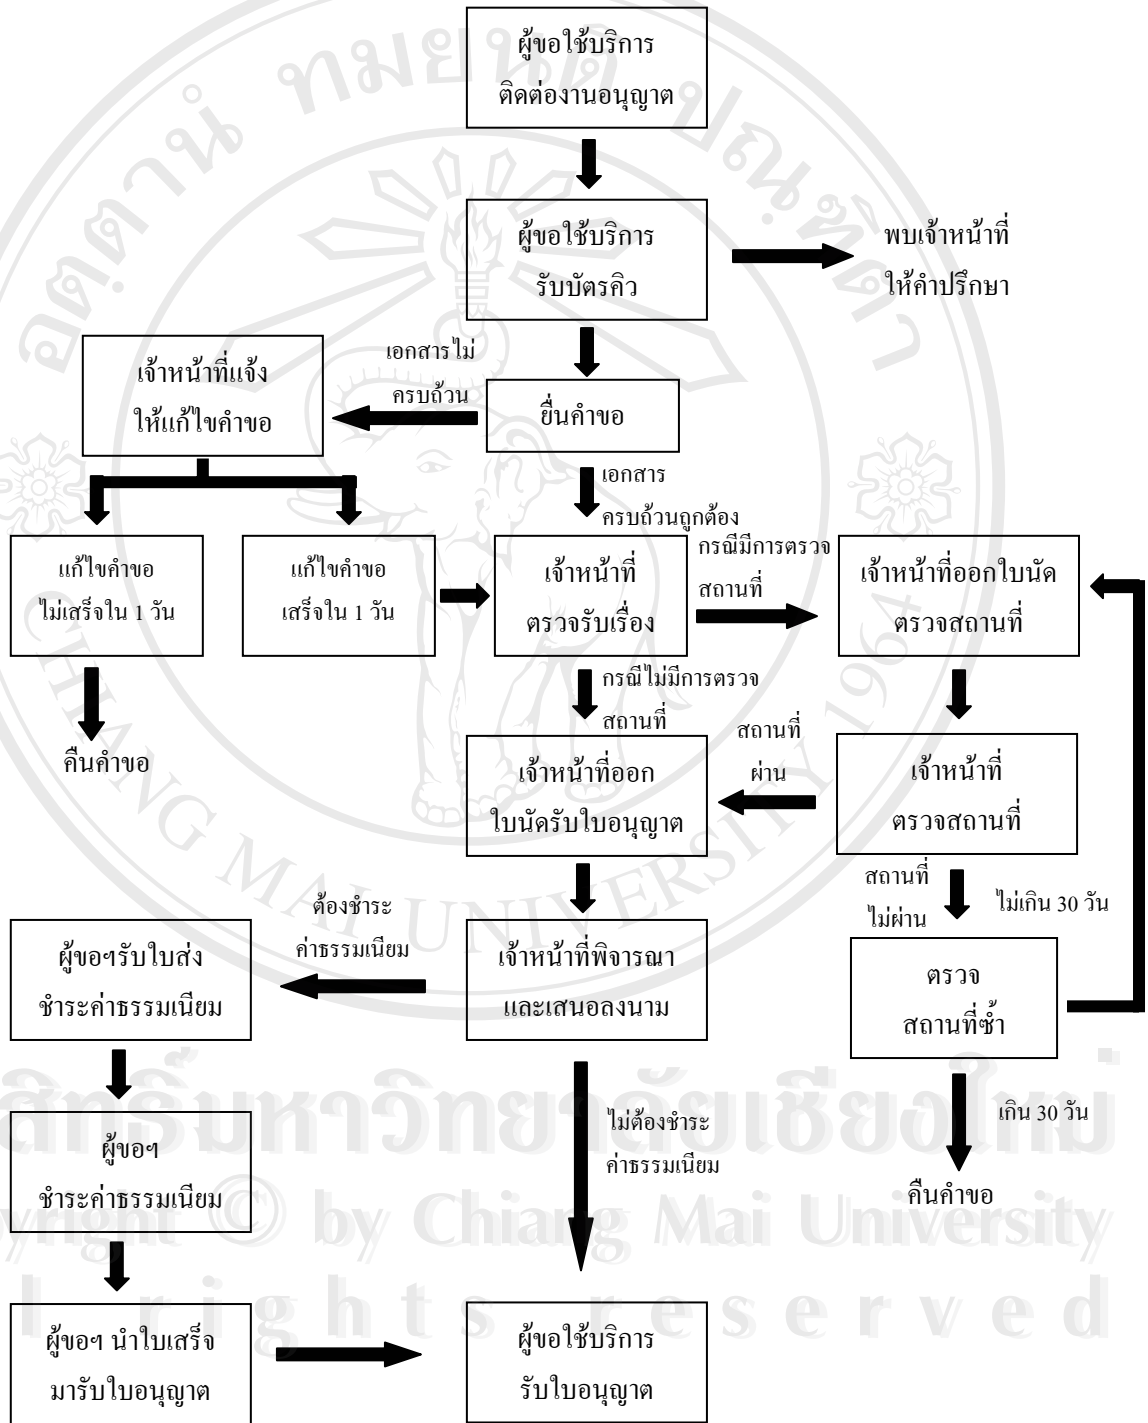 ผู้ขอใช้บริการ
ติดต่องานอนุญาต
ผู้ขอใช้บริการ
รับบัตรคิว
พบเจ้าหน้าที่
ให้คำปรึกษา
เจ้าหน้าที่แจ้ง
ให้แก้ไขคำขอ
เอกสารไม่
ครบถ้วน
ยื่นคำขอ
เอกสาร
ครบถ้วนถูกต้อง
แก้ไขคำขอ
ไม่เสร็จใน 1 วัน
แก้ไขคำขอ
เสร็จใน 1 วัน
เจ้าหน้าที่
ตรวจรับเรื่อง
กรณีมีการตรวจ
สถานที่
เจ้าหน้าที่ออกใบนัด
ตรวจสถานที่
คืนคำขอ
กรณีไม่มีการตรวจ
สถานที่
เจ้าหน้าที่ออก
ใบนัดรับใบอนุญาต
สถานที่
ผ่าน
เจ้าหน้าที่
ตรวจสถานที่
สถานที่
ไม่ผ่าน
ไม่เกิน 30 วัน
ผู้ขอฯรับใบส่ง
ชำระค่าธรรมเนียม
ต้องชำระ
ค่าธรรมเนียม
เจ้าหน้าที่พิจารณา
และเสนอลงนาม
ตรวจ
สถานที่ซ้ำ
ผู้ขอฯ
ชำระค่าธรรมเนียม
ไม่ต้องชำระ
ค่าธรรมเนียม
เกิน 30 วัน
คืนคำขอ
ผู้ขอฯ นำใบเสร็จ
มารับใบอนุญาต
ผู้ขอใช้บริการ
รับใบอนุญาต
CHIANG MAI UNIVERSITY 1964
สิทธิ์มหาวิทยาลัยเชียงใหม่
yright © by Chiang Mai University
l rights reserved